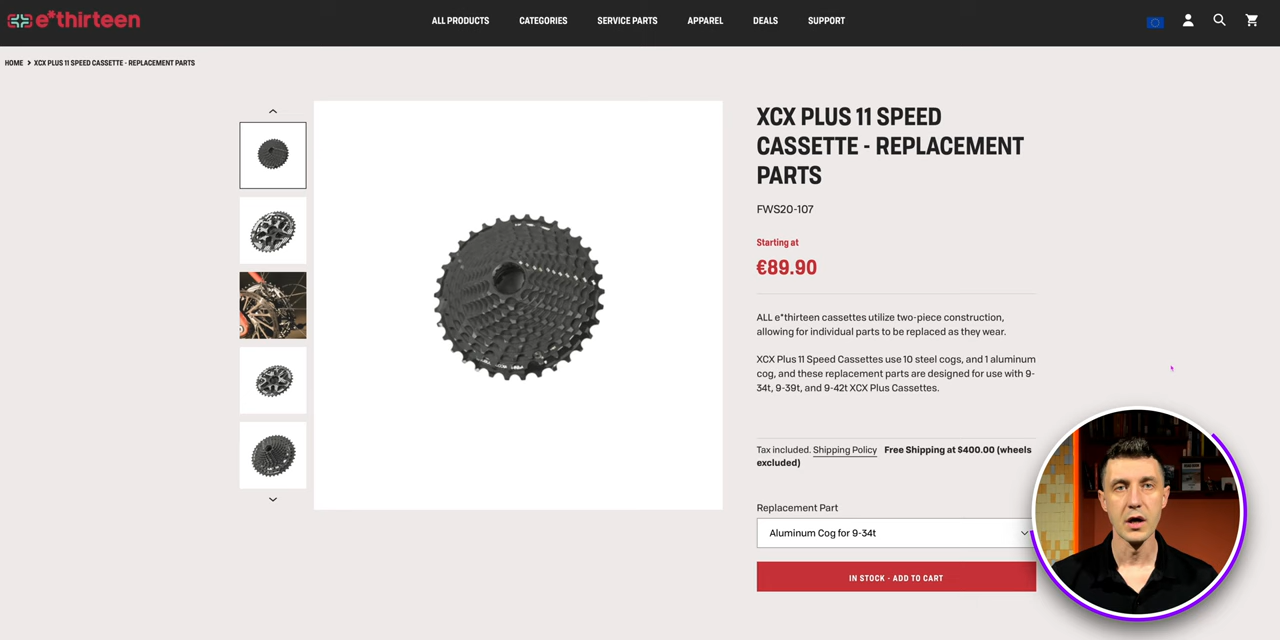 e*thirteen
ALL PRODUCTS
CATEGORIES
SERVICE PARTS
APPAREL
DEALS
SUPPORT
HOME > XCX PLUS 11 SPEED CASSETTE - REPLACEMENT PARTS
XCX PLUS 11 SPEED
CASSETTE - REPLACEMENT
PARTS
FWS20-107
Starting at
€89.90
ALL e*thirteen cassettes utilize two-piece construction,
allowing for individual parts to be replaced as they wear.
XCX Plus 11 Speed Cassettes use 10 steel cogs, and 1 aluminum
cog, and these replacement parts are designed for use with 9-
34t, 9-39t, and 9-42t XCX Plus Cassettes.
Tax included. Shipping Policy Free Shipping at $400.00 (wheels
excluded)
Replacement Part
Aluminum Cog for 9-34t
IN STOCK - ADD TO CART